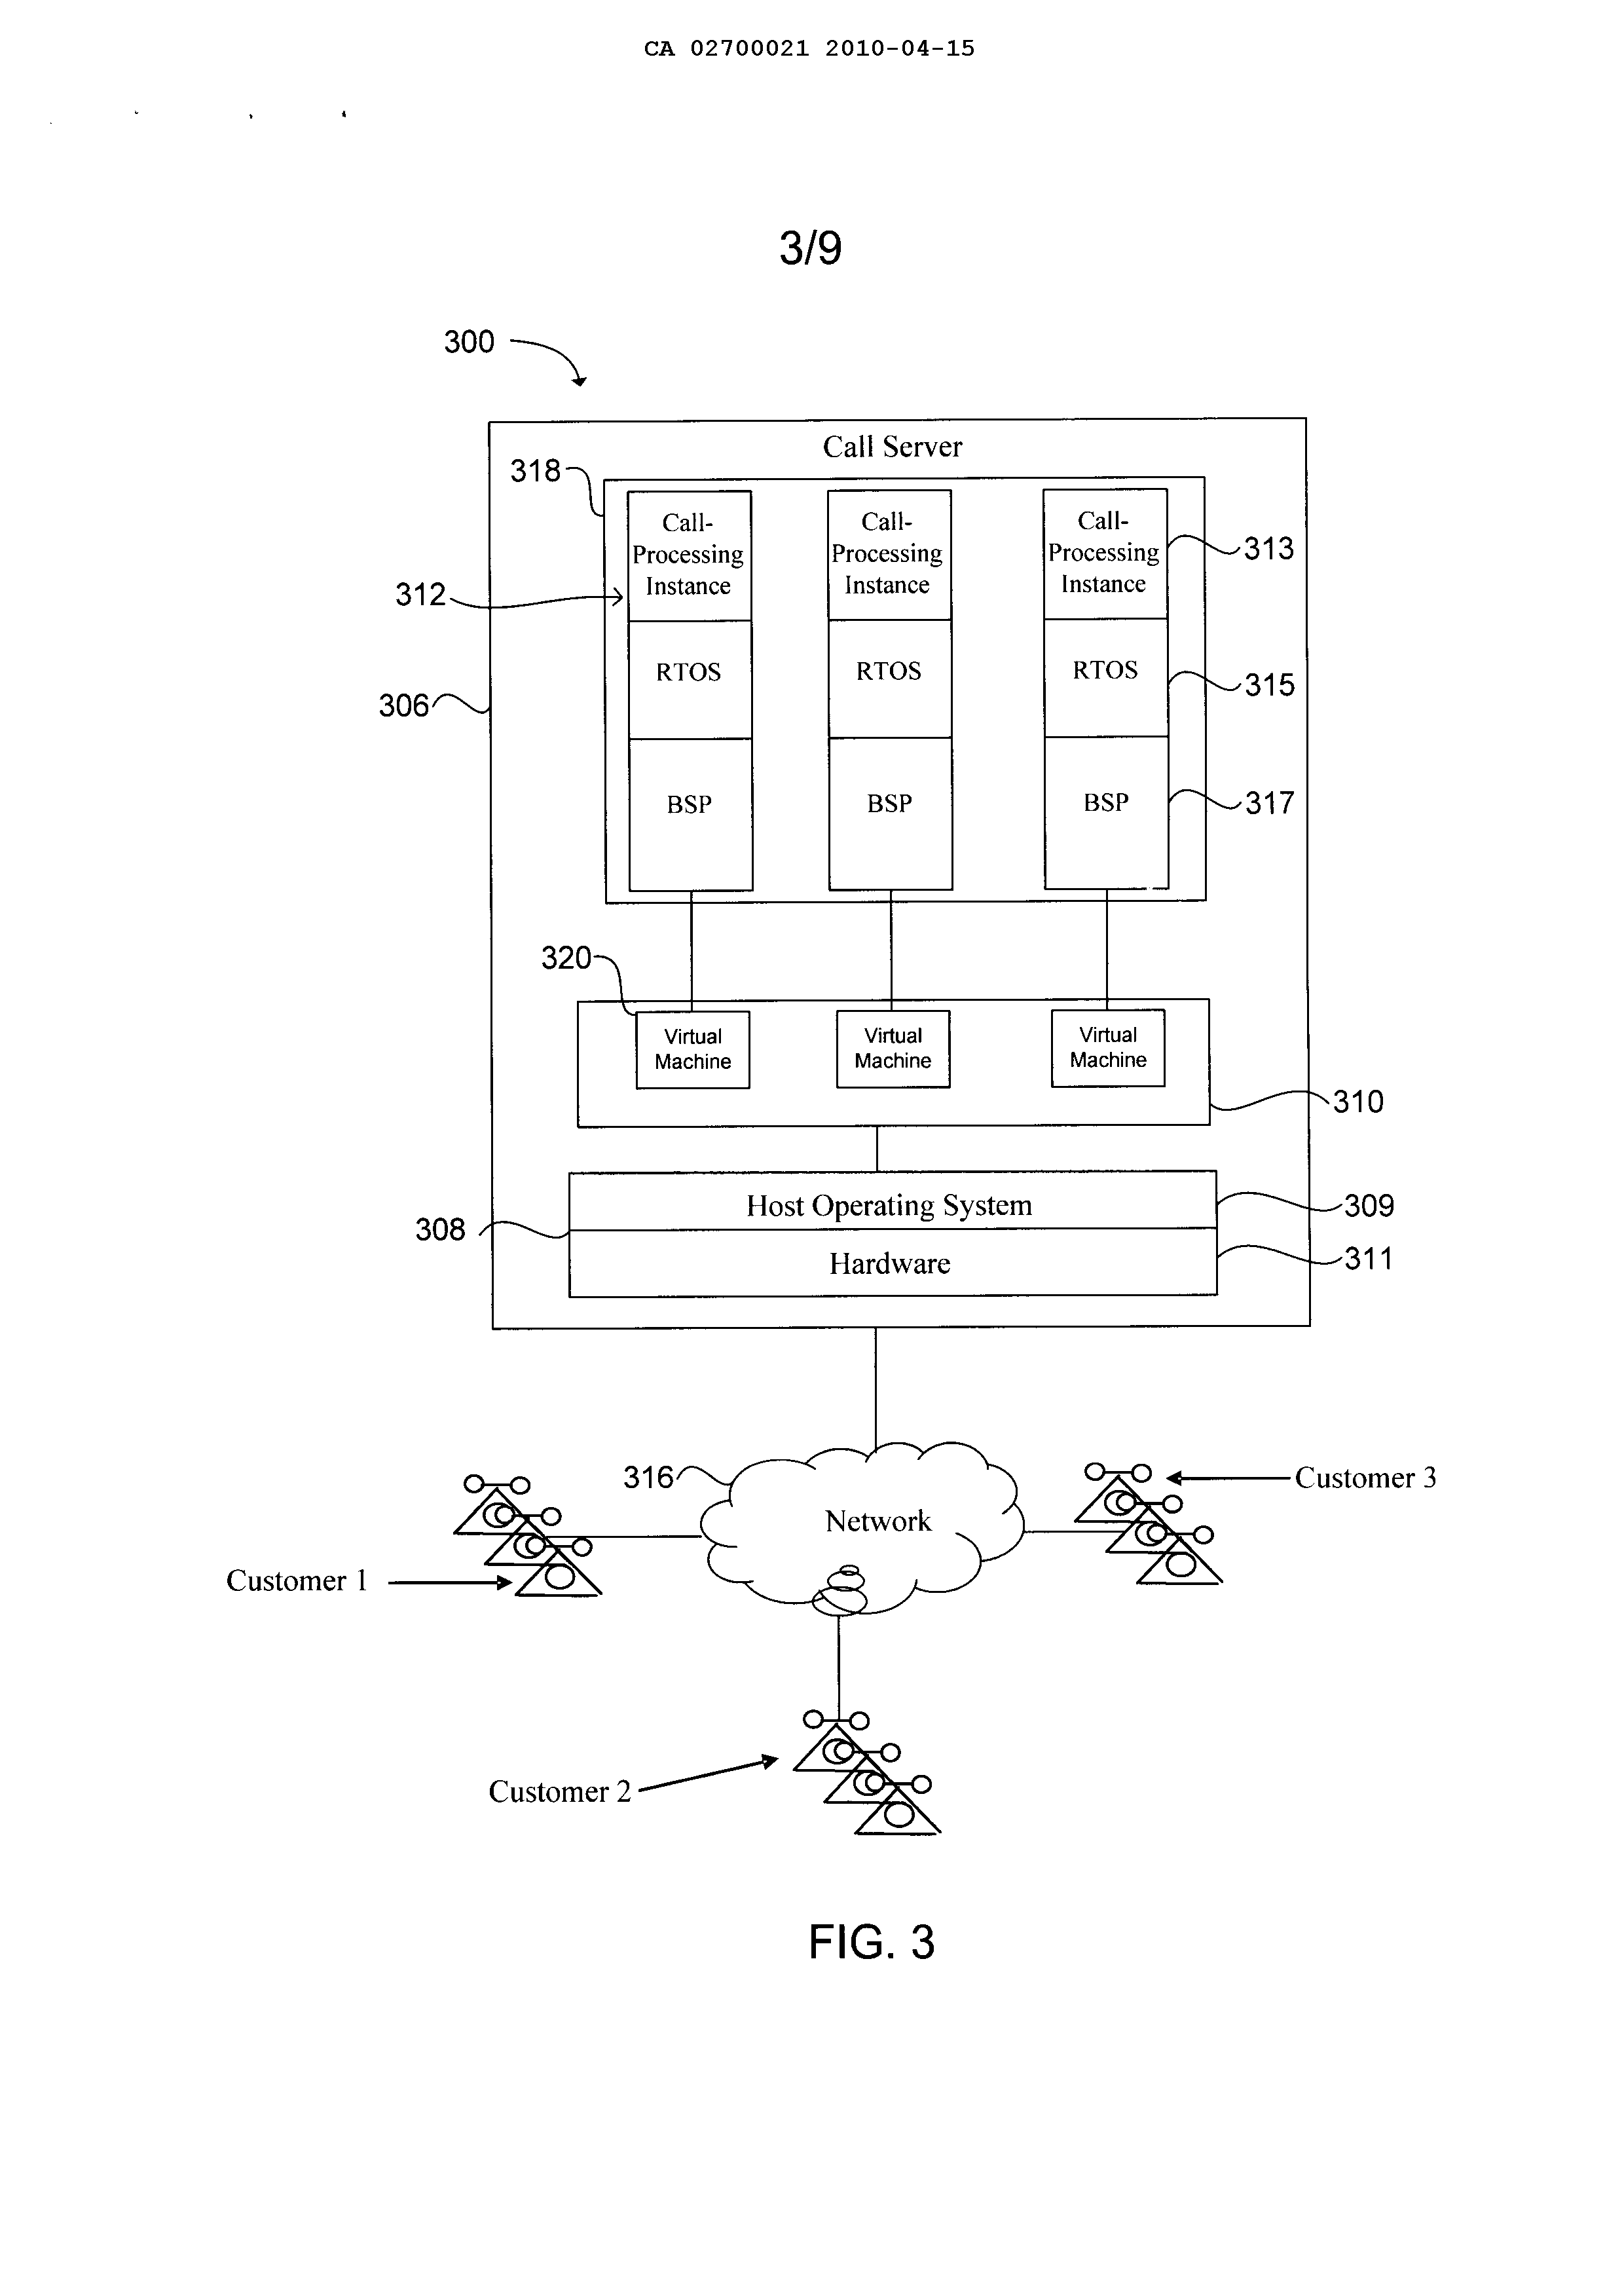 CA 02700021 2010-04-15
3/9
300
Call Server
318
Call-
Processing
Instance
Call-
Processing
Instance
Call-
Processing
Instance
313
312
RTOS
RTOS
RTOS
315
306
BSP
BSP
BSP
317
320
Virtual
Machine
Virtual
Machine
Virtual
Machine
310
Host Operating System
309
308
Hardware
311
316
Network
Customer 3
Customer 1
Customer 2
FIG. 3